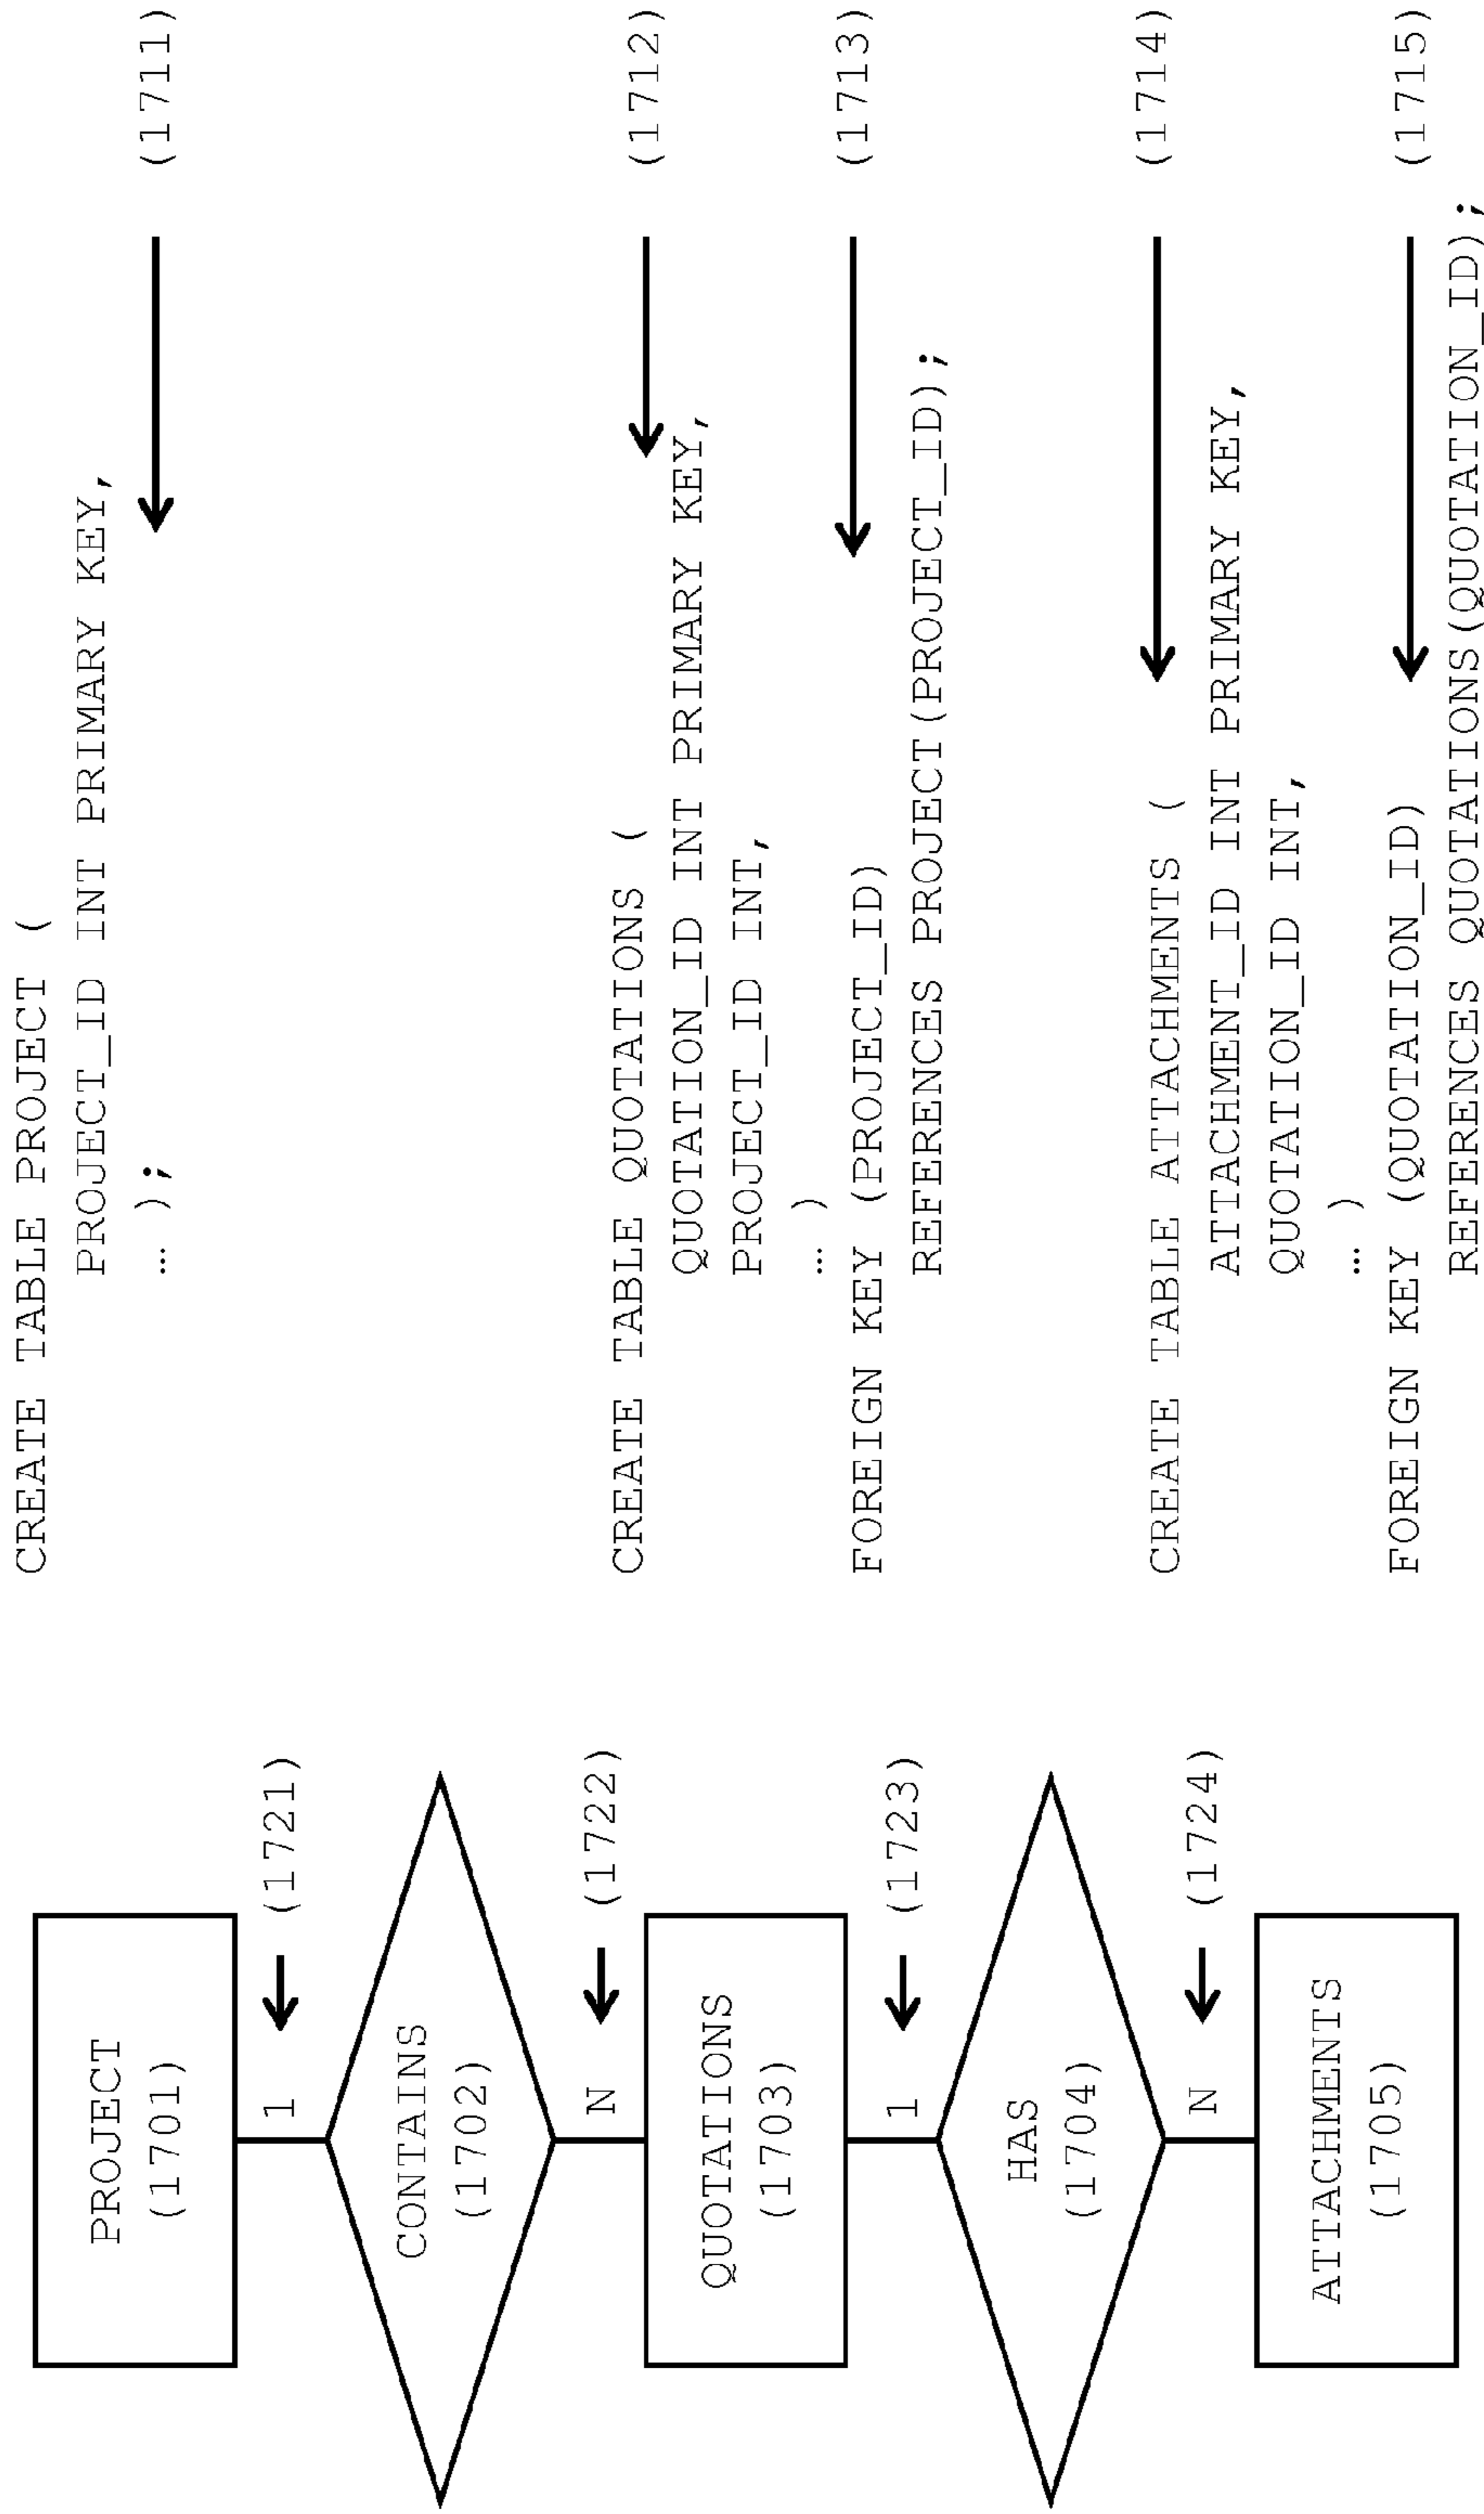 PROJECT
(1701)
1
(1721)
CONTAINS
(1702)
N
(1722)
QUOTATIONS
(1703)
1
(1723)
HAS
(1704)
N
(1724)
ATTACHMENTS
(1705)
CREATE TABLE PROJECT (
PROJECT_ID INT PRIMARY KEY,
… );
(1711)
CREATE TABLE QUOTATIONS (
(1712)
QUOTATION_ID INT PRIMARY KEY,
PROJECT_ID INT,
… )
FOREIGN KEY (PROJECT_ID)
(1713)
REFERENCES PROJECT(PROJECT_ID);
CREATE TABLE ATTACHMENTS (
(1714)
ATTACHMENT_ID INT PRIMARY KEY,
QUOTATION_ID INT,
… )
FOREIGN KEY (QUOTATION_ID)
(1715)
REFERENCES QUOTATIONS(QUOTATION_ID);